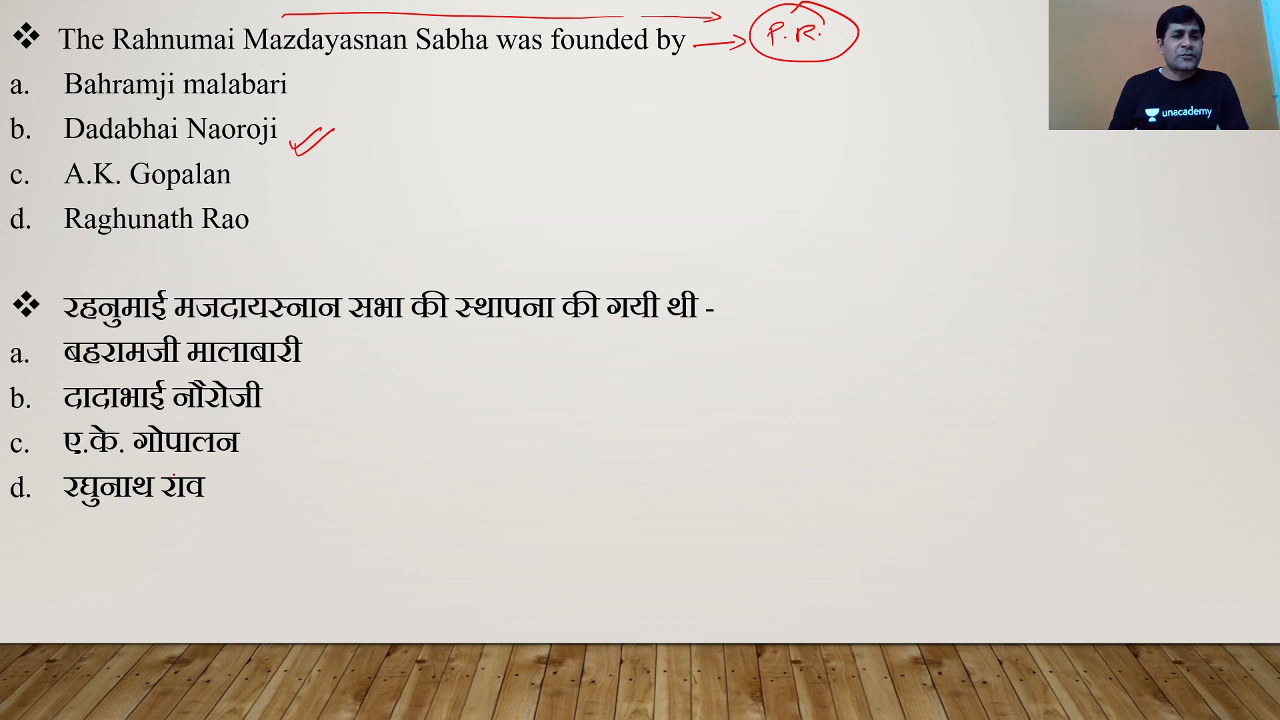 ❖ The Rahnumai Mazdayasnan Sabha was founded by → P.R.
a. Bahramji malabari
b. Dadabhai Naoroji
c. A.K. Gopalan
d. Raghunath Rao
❖ रहनुमाई मजदायस्नान सभा की स्थापना की गयी थी -
a. बहरामजी मालाबारी
b. दादाभाई नौरोजी
c. ए.के. गोपालन
d. रघुनाथ राव
unacademy